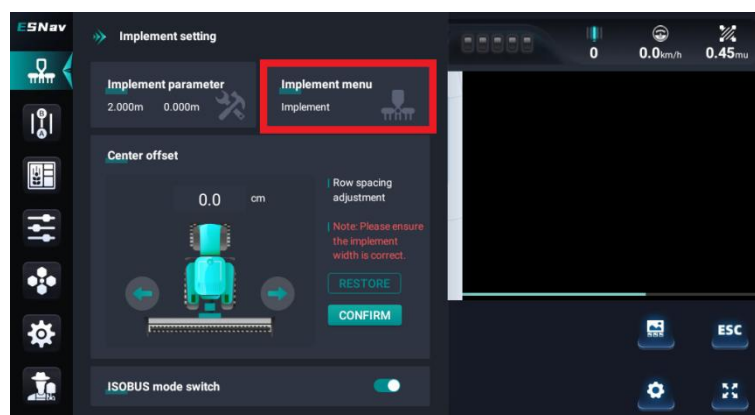 ESNav
Implement setting
0
0.0km/h
0.45mu
Implement parameter
2.000m 0.000m
Implement menu
Implement
Center offset
0.0 cm
Row spacing
adjustment
Note: Please ensure
the implement
width is correct.
RESTORE
CONFIRM
ISOBUS mode switch
ESC